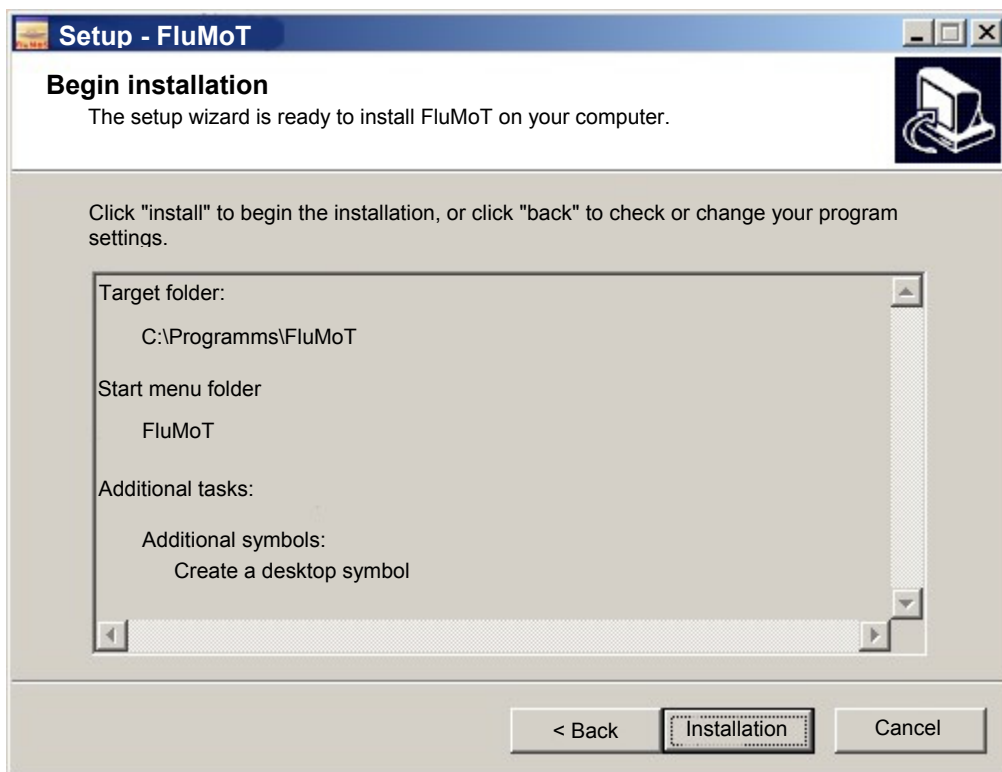 Setup - FluMoT
Begin installation
The setup wizard is ready to install FluMoT on your computer.
Click "install" to begin the installation, or click "back" to check or change your program
settings.
Target folder:
C:\Programms\FluMoT
Start menu folder
FluMoT
Additional tasks:
Additional symbols:
Create a desktop symbol
< Back Installation Cancel